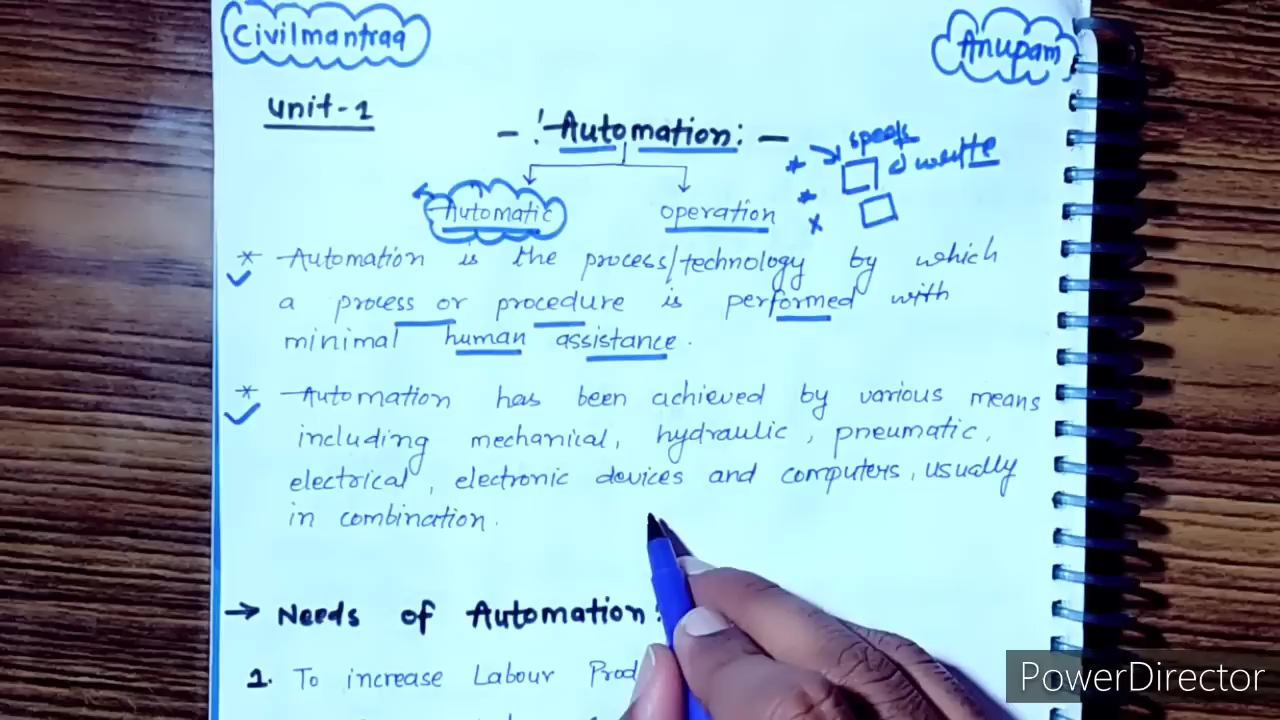 Civilmantraa
Anupam
Unit-1
-:Automation:-
speak
write
Automatic operation
* Automation is the process/technology by which
a process or procedure is performed with
minimal human assistance.
* Automation has been achieved by various means
including mechanical, hydraulic, pneumatic,
electrical, electronic devices and computers, usually
in combination.
→ Needs of Automation:
1. To increase Labour Prod
PowerDirector